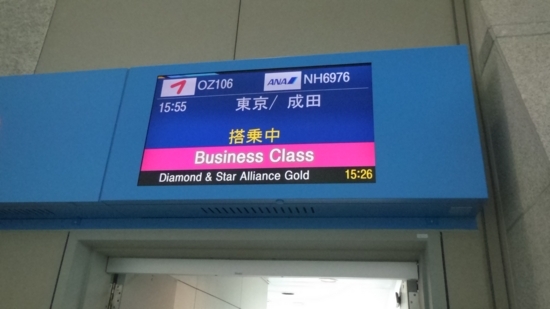 OZ106 ANA NH6976
15:55 東京/ 成田
搭乗中
Business Class
Diamond & Star Alliance Gold 15:26